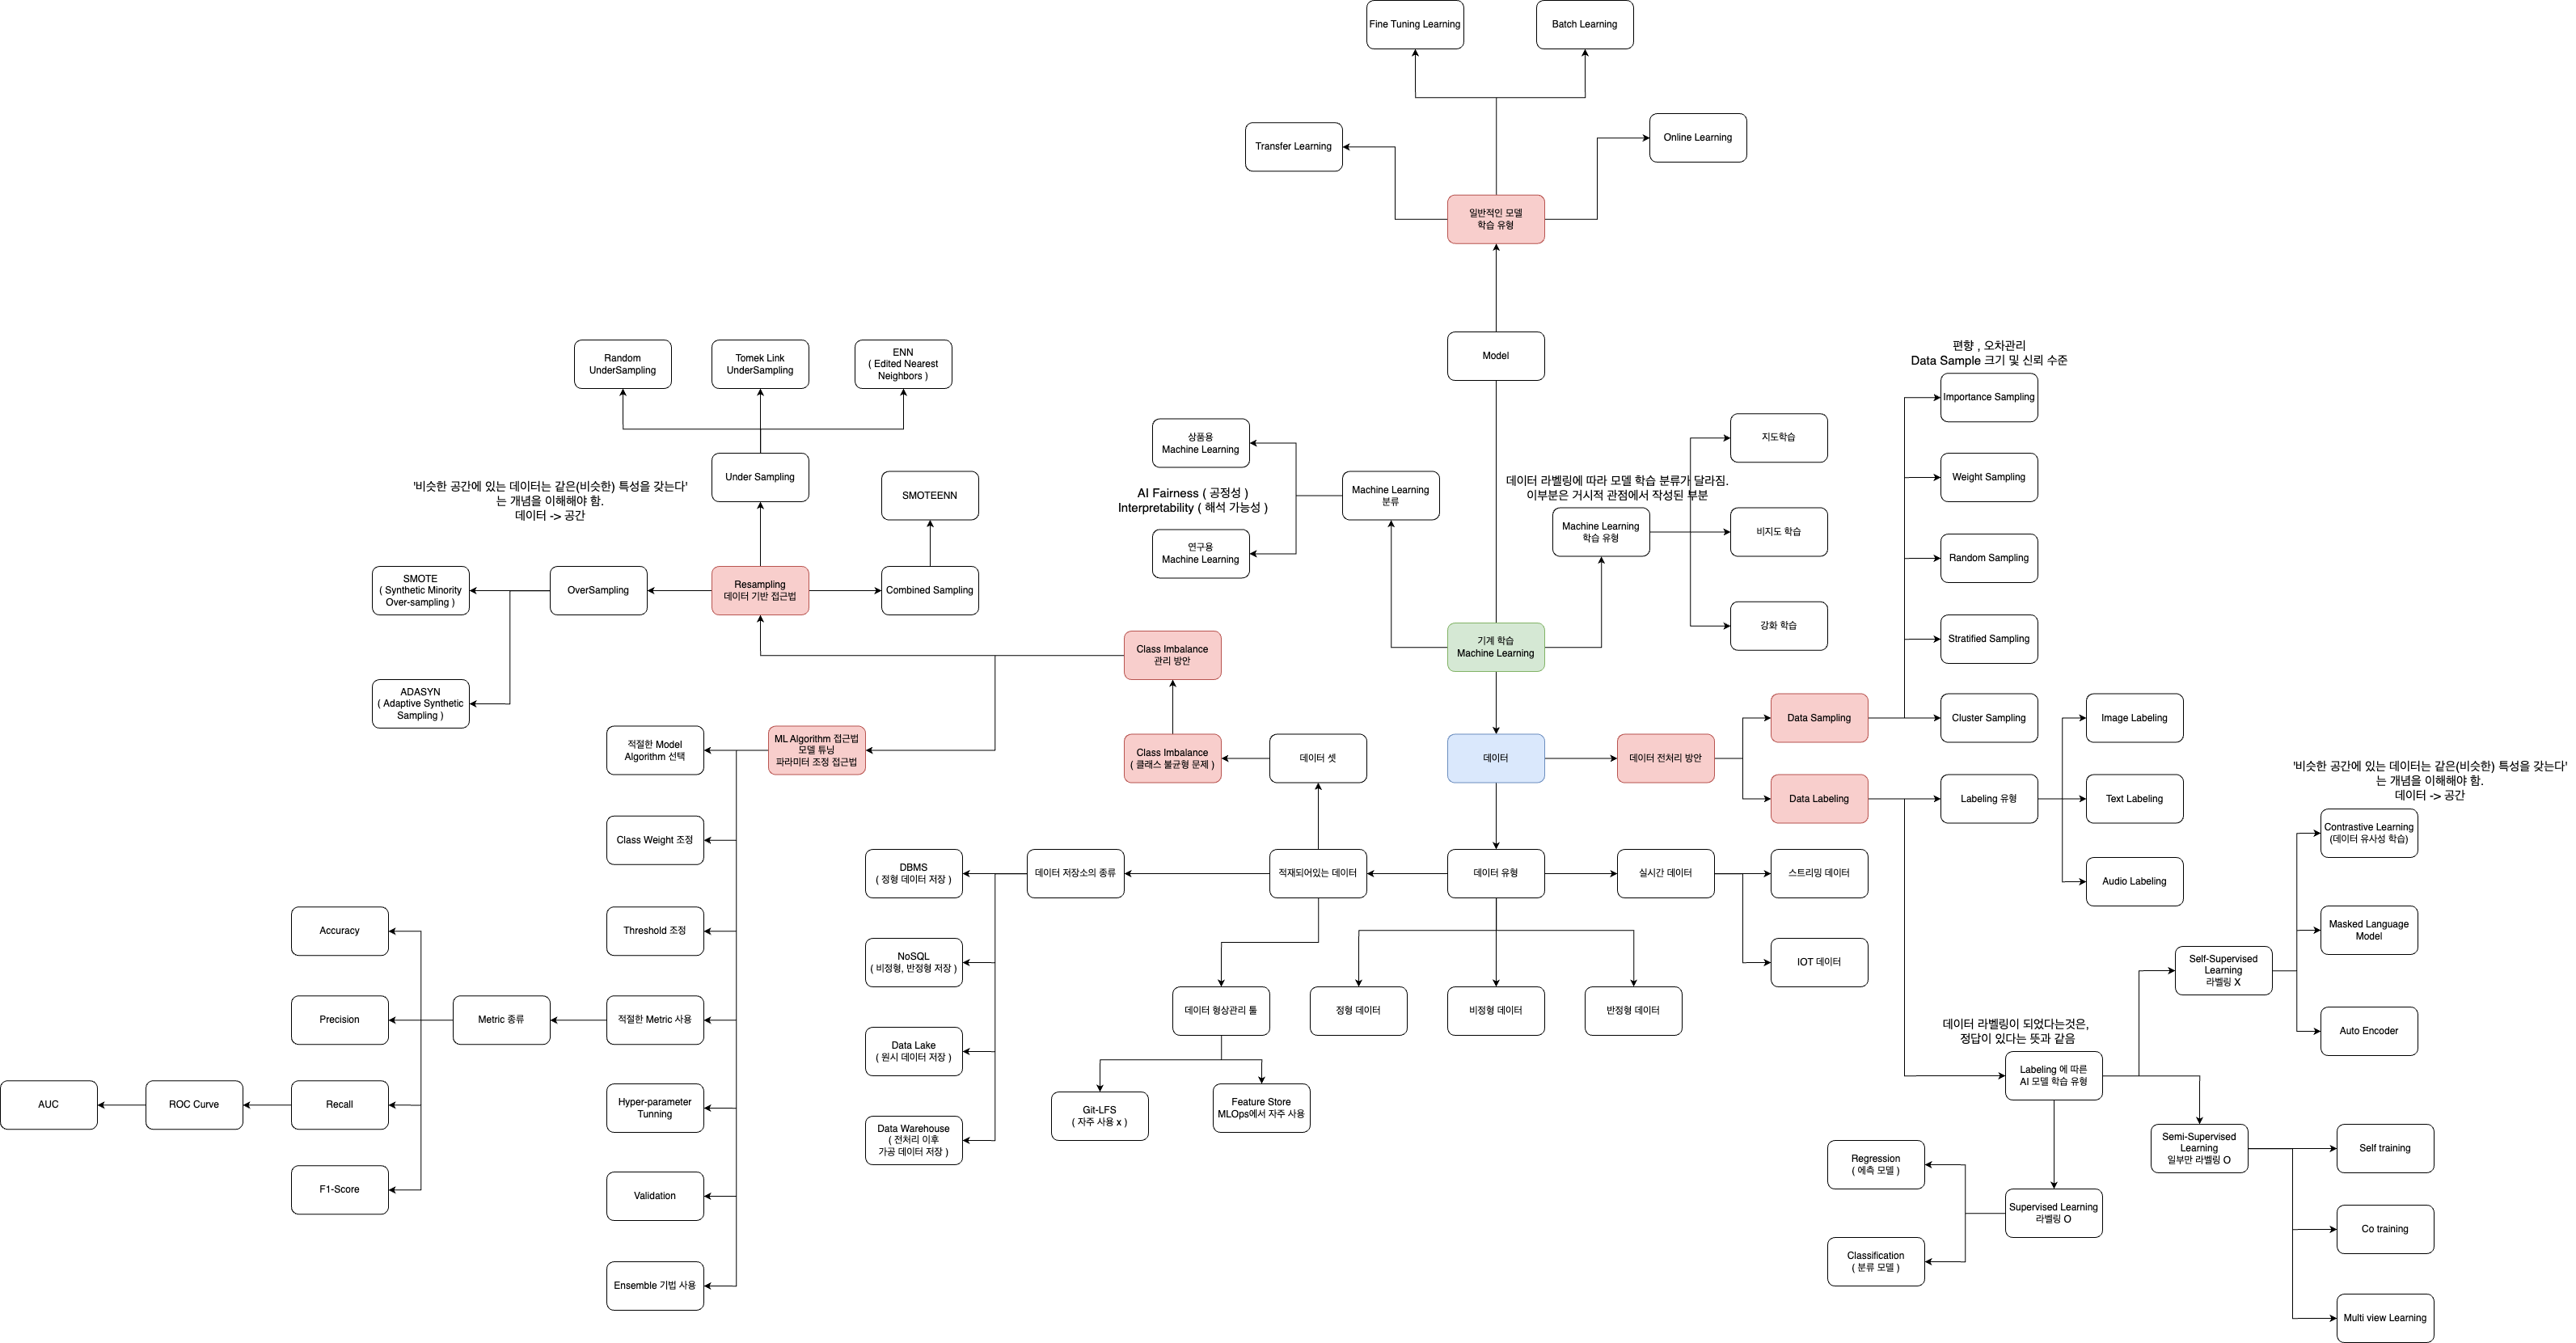 Fine Tuning Learning
Batch Learning
Transfer Learning
Online Learning
일반적인 모델
학습 유형
Model
Random
UnderSampling
Tomek Link
UnderSampling
ENN
( Edited Nearest
Neighbors )
Under Sampling
'비슷한 공간에 있는 데이터는 같은(비슷한) 특성을 갖는다'
는 개념을 이해해야 함.
데이터 -> 공간
SMOTEENN
SMOTE
( Synthetic Minority
Over-sampling )
OverSampling
Resampling
데이터 기반 접근법
Combined Sampling
ADASYN
( Adaptive Synthetic
Sampling )
상품용
Machine Learning
AI Fairness ( 공정성 )
Interpretability ( 해석 가능성 )
연구용
Machine Learning
Machine Learning
분류
데이터 라벨링에 따라 모델 학습 분류가 달라짐.
이부분은 거시적 관점에서 작성된 부분
Machine Learning
학습 유형
지도학습
비지도 학습
강화 학습
기계 학습
Machine Learning
Class Imbalance
관리 방안
Class Imbalance
( 클래스 불균형 문제 )
데이터 셋
데이터
데이터 전처리 방안
편향 , 오차관리
Data Sample 크기 및 신뢰 수준
Importance Sampling
Weight Sampling
Random Sampling
Stratified Sampling
Data Sampling
Cluster Sampling
Data Labeling
Labeling 유형
Image Labeling
Text Labeling
Audio Labeling
적절한 Model
Algorithm 선택
ML Algorithm 접근법
모델 튜닝
파라미터 조정 접근법
Class Weight 조정
Threshold 조정
적절한 Metric 사용
Hyper-parameter
Tunning
Validation
Ensemble 기법 사용
Metric 종류
Accuracy
Precision
Recall
F1-Score
ROC Curve
AUC
DBMS
( 정형 데이터 저장 )
NoSQL
( 비정형, 반정형 저장 )
Data Lake
( 원시 데이터 저장 )
Data Warehouse
( 전처리 이후
가공 데이터 저장 )
데이터 저장소의 종류
적재되어있는 데이터
데이터 유형
실시간 데이터
스트리밍 데이터
IOT 데이터
데이터 형상관리 툴
정형 데이터
비정형 데이터
반정형 데이터
Git-LFS
( 자주 사용 x )
Feature Store
MLOps에서 자주 사용
'비슷한 공간에 있는 데이터는 같은(비슷한) 특성을 갖는다'
는 개념을 이해해야 함.
데이터 -> 공간
Contrastive Learning
(데이터 유사성 학습)
Masked Language
Model
Auto Encoder
Self-Supervised
Learning
라벨링 X
데이터 라벨링이 되었다는것은,
정답이 있다는 뜻과 같음
Labeling 에 따른
AI 모델 학습 유형
Semi-Supervised
Learning
일부만 라벨링 O
Self training
Co training
Multi view Learning
Regression
( 예측 모델 )
Supervised Learning
라벨링 O
Classification
( 분류 모델 )